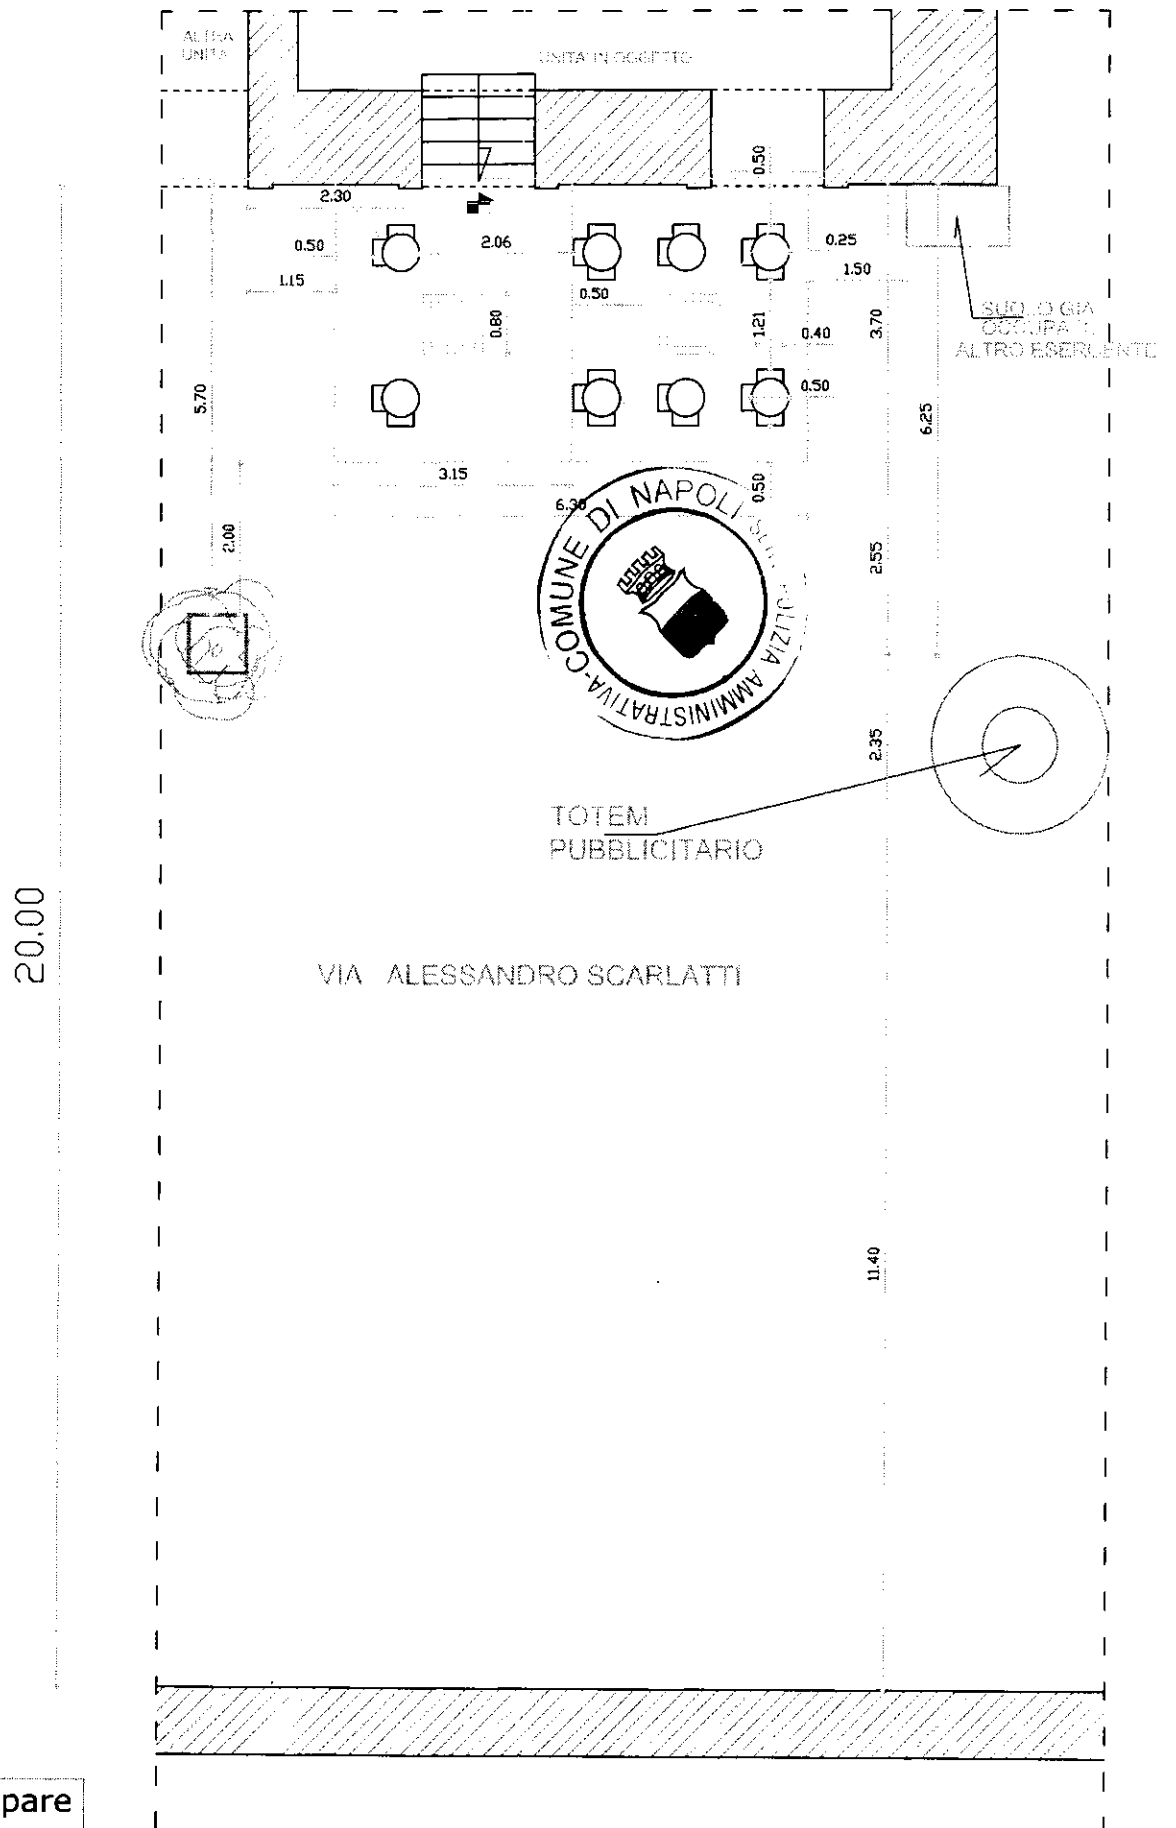 ALTRA
UNITA'
UNITA' IN OGGETTO
0.50
2.30
0.50
2.06
0.25
1.15
0.50
1.50
0.80
1.21
0.40
3.70
SUOLO GIA
ALTRO ESERCENTE
5.70
0.50
6.25
3.15
0.50
6.30
2.00
2.55
COMUNE DI NAPOLI
POLIZIA AMMINISTRATIVA-
2.35
TOTEM
PUBBLICITARIO
20.00
VIA ALESSANDRO SCARLATTI
11.40
pare